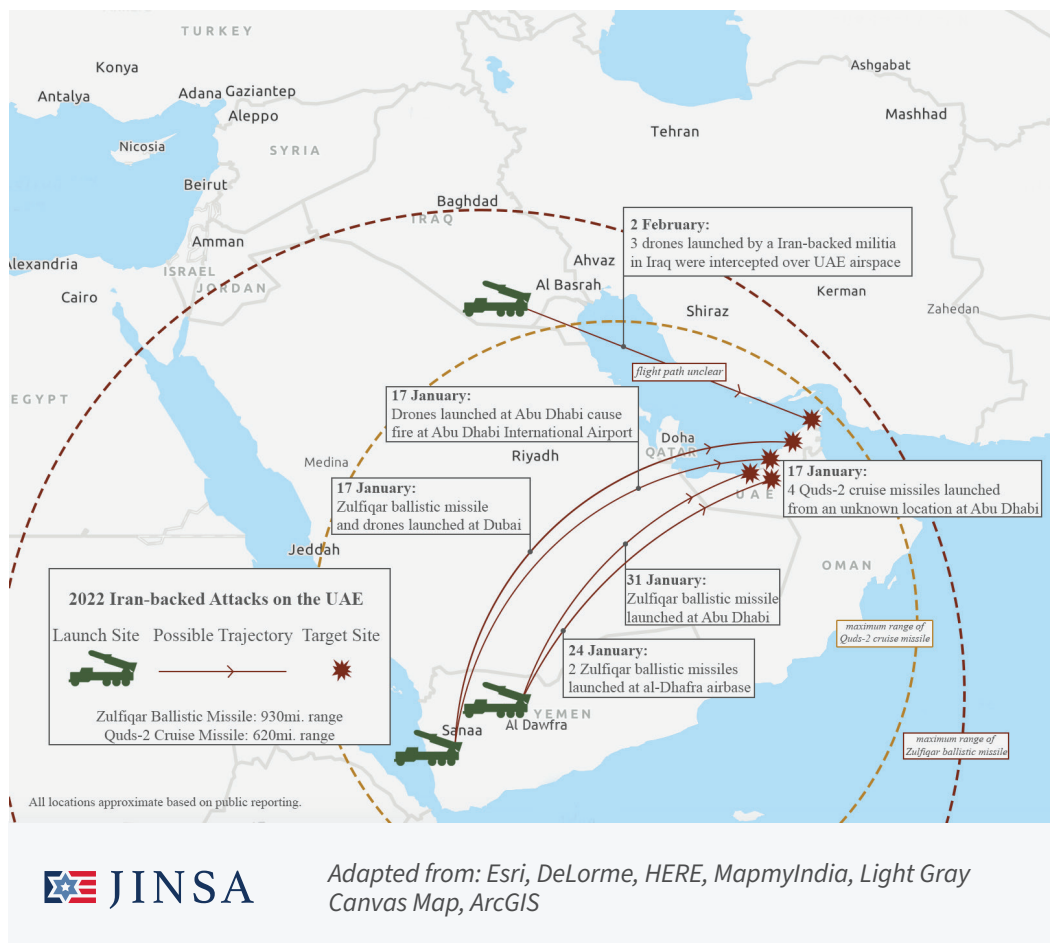 TURKEY
Konya
Ashgabat
Antalya
Adana
Gaziantep
Aleppo
Mashhad
Nicosia
Tehran
SYRIA
Beirut
Baghdad
IRAQ
2 February:
3 drones launched by a Iran-backed militia
in Iraq were intercepted over UAE airspace
Amman
Alexandria
ISRAEL
Ahvaz
JORDAN
Al Basrah
Kerman
Cairo
Shiraz
Zahedan
flight path unclear
EGYPT
17 January:
Drones launched at Abu Dhabi cause
fire at Abu Dhabi International Airport
Doha
QATAR
Riyadh
Medina
17 January:
4 Quds-2 cruise missiles launched
from an unknown location at Abu Dhabi
UAE
17 January:
Zulfiqar ballistic missile
and drones launched at Dubai
Jeddah
OMAN
31 January:
Zulfiqar ballistic missile
launched at Abu Dhabi
2022 Iran-backed Attacks on the UAE
Launch Site Possible Trajectory Target Site
Zulfiqar Ballistic Missile: 930mi. range
Quds-2 Cruise Missile: 620mi. range
maximum range of
Quds-2 cruise missile
24 January:
2 Zulfiqar ballistic missiles
launched at al-Dhafra airbase
YEMEN
Al Dawfra
Sanaa
maximum range of
Zulfiqar ballistic missile
All locations approximate based on public reporting.
JINSA
Adapted from: Esri, DeLorme, HERE, MapmyIndia, Light Gray
Canvas Map, ArcGIS